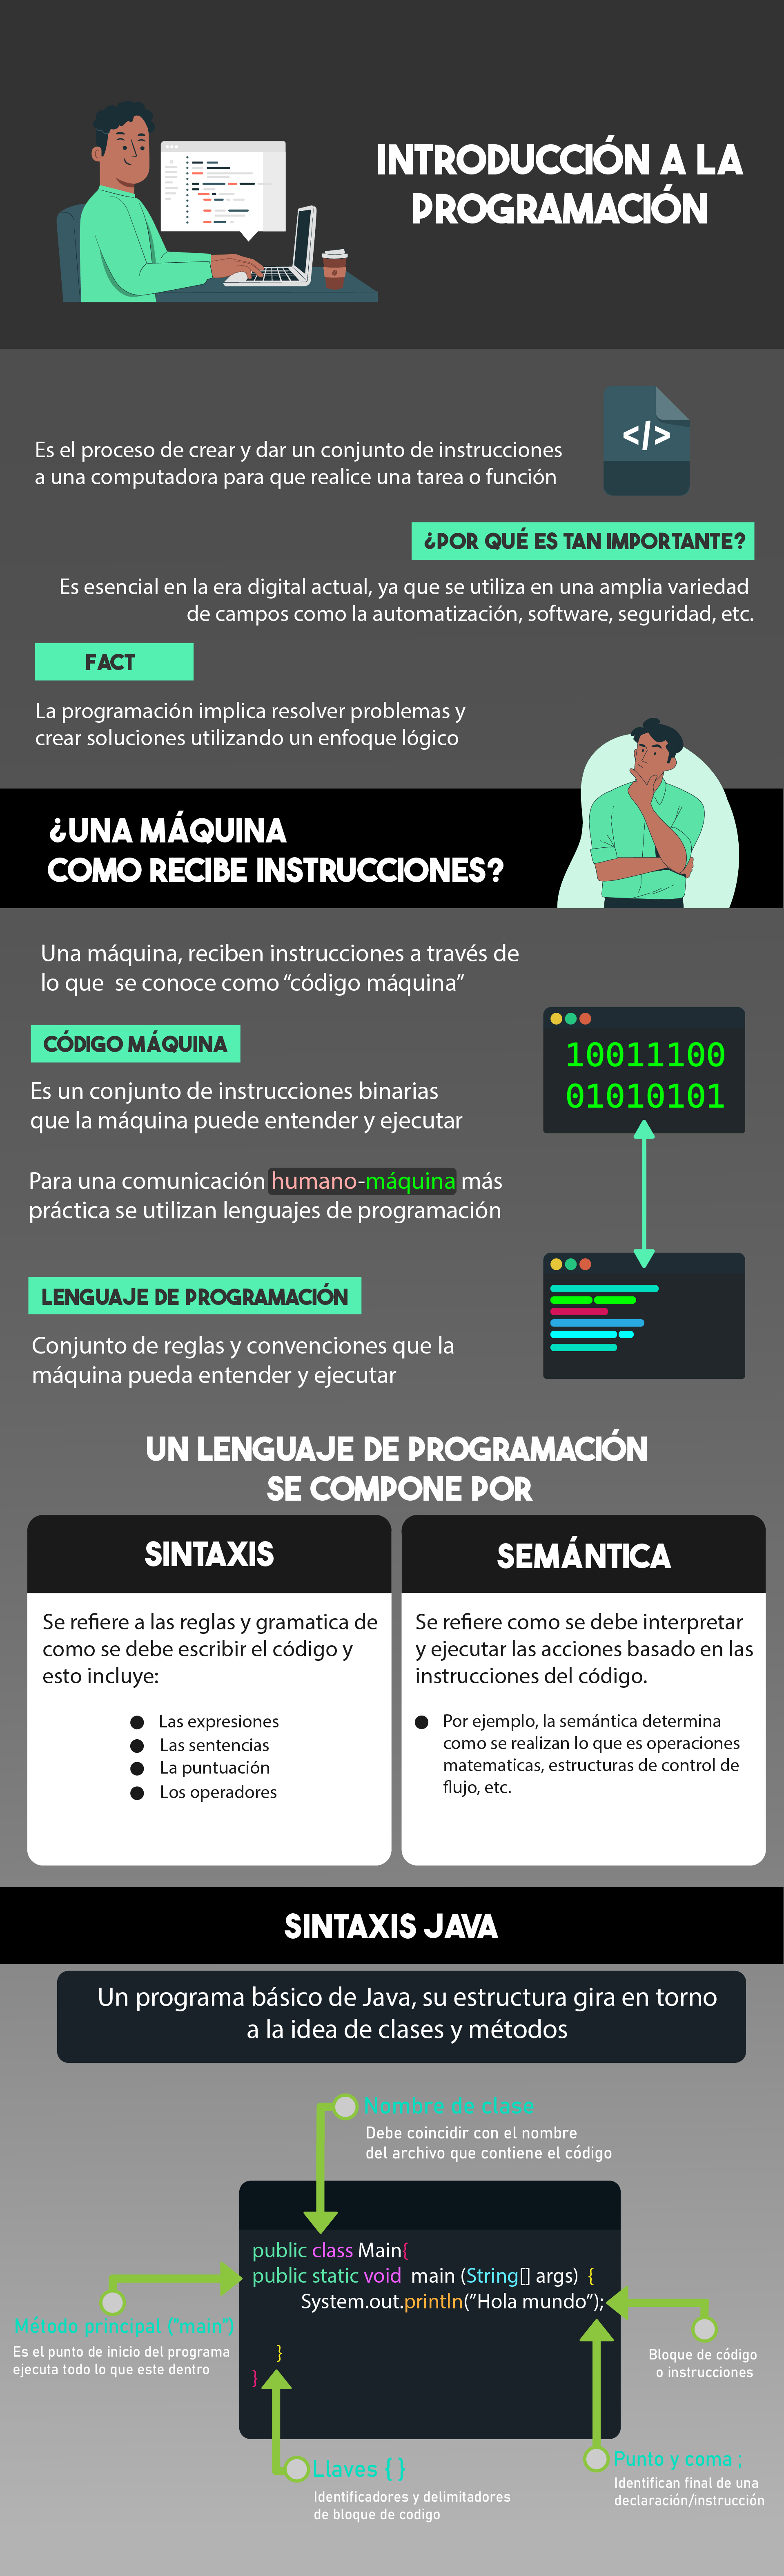 INTRODUCCIÓN A LA
PROGRAMACIÓN
</>
Es el proceso de crear y dar un conjunto de instrucciones
a una computadora para que realice una tarea o función
¿POR QUÉ ES TAN IMPORTANTE?
Es esencial en la era digital actual, ya que se utiliza en una amplia variedad
de campos como la automatización, software, seguridad, etc.
FACT
La programación implica resolver problemas y
crear soluciones utilizando un enfoque lógico
¿UNA MÁQUINA
COMO RECIBE INSTRUCCIONES?
Una máquina, reciben instrucciones a través de
lo que se conoce como “código máquina”
CÓDIGO MÁQUINA
Es un conjunto de instrucciones binarias
que la máquina puede entender y ejecutar
10011100
01010101
Para una comunicación humano-máquina más
práctica se utilizan lenguajes de programación
LENGUAJE DE PROGRAMACIÓN
Conjunto de reglas y convenciones que la
máquina pueda entender y ejecutar
UN LENGUAJE DE PROGRAMACIÓN
SE COMPONE POR
SINTAXIS
Se refiere a las reglas y gramatica de
como se debe escribir el código y
esto incluye:
● Las expresiones
● Las sentencias
● La puntuación
● Los operadores
SEMÁNTICA
Se refiere como se debe interpretar
y ejecutar las acciones basado en las
instrucciones del código.
● Por ejemplo, la semántica determina
como se realizan lo que es operaciones
matematicas, estructuras de control de
flujo, etc.
SINTAXIS JAVA
Un programa básico de Java, su estructura gira en torno
a la idea de clases y métodos
Nombre de clase
Debe coincidir con el nombre
del archivo que contiene el código
public class Main{
public static void main (String[] args) {
System.out.println(”Hola mundo”);
}
}
Método principal ("main")
Es el punto de inicio del programa
ejecuta todo lo que este dentro
Bloque de código
o instrucciones
Llaves { }
Identificadores y delimitadores
de bloque de codigo
Punto y coma ;
Identifican final de una
declaración/instrucción